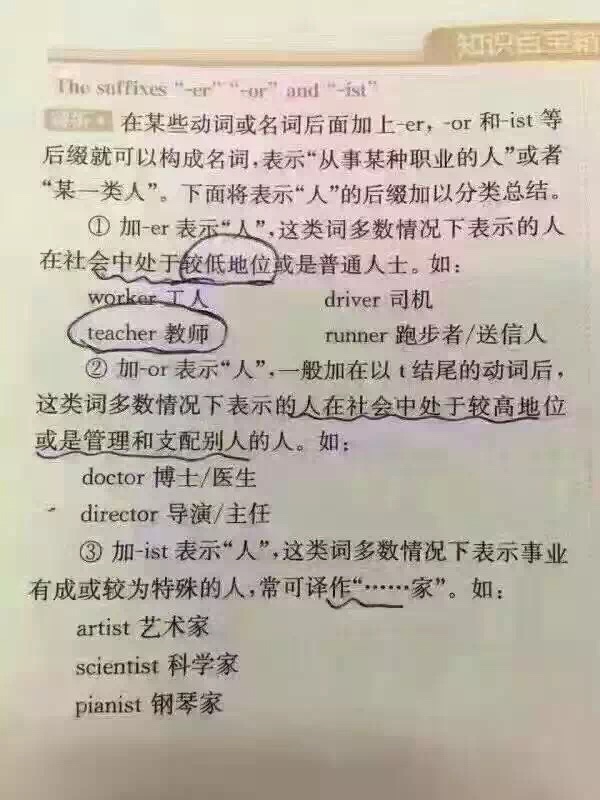 知识百宝箱
The suffixes “-er” “-or” and “-ist”
在某些动词或名词后面加上-er, -or 和-ist 等
后缀就可以构成名词,表示“从事某种职业的人”或者
“某一类人”。下面将表示“人”的后缀加以分类总结。
① 加-er 表示“人”,这类词多数情况下表示的人
在社会中处于较低地位或是普通人士。如:
worker 工人 driver 司机
teacher 教师 runner 跑步者/送信人
② 加-or 表示“人”,一般加在以 t 结尾的动词后,
这类词多数情况下表示的人在社会中处于较高地位
或是管理和支配别人的人。如:
doctor 博士/医生
director 导演/主任
③ 加-ist 表示“人”,这类词多数情况下表示事业
有成或较为特殊的人,常可译作“……家”。如:
artist 艺术家
scientist 科学家
pianist 钢琴家